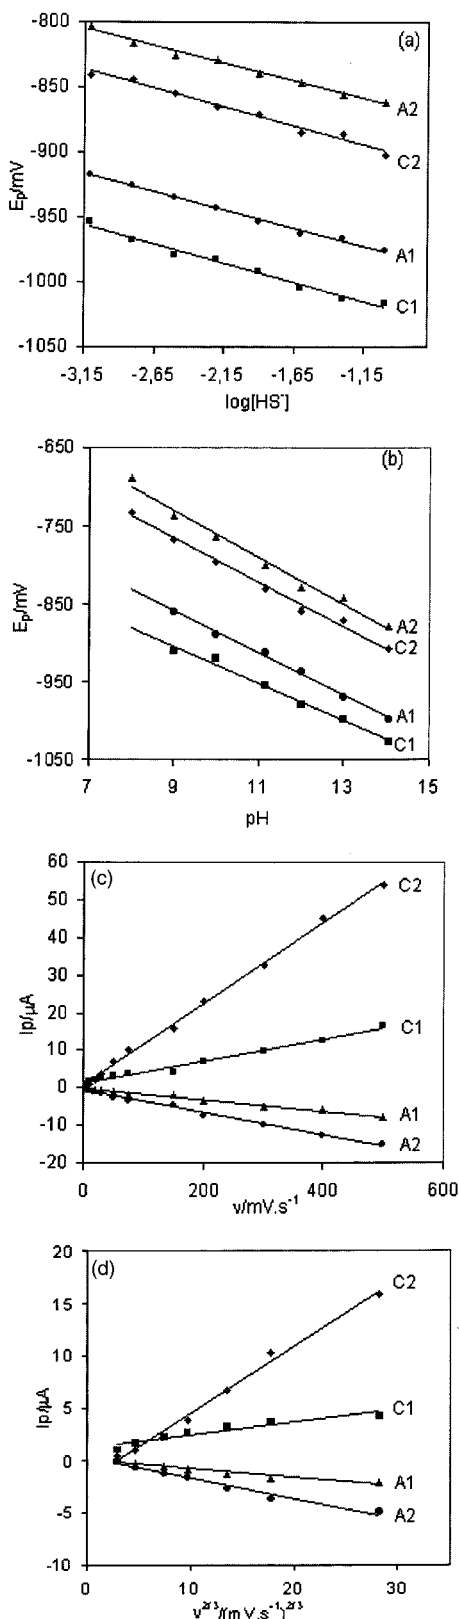 (a)
-800
-850
-900
-950
-1000
-1050
Eₚ/mV
A2
C2
A1
C1
-3,15 -2,65 -2,15 -1,65 -1,15
log[HS⁻]
(b)
-650
-750
-850
-950
-1050
Eₚ/mV
A2
C2
A1
C1
7 9 11 13 15
pH
(c)
60
50
40
30
20
10
0
-10
-20
Ip/µA
C2
C1
A1
A2
0 200 400 600
v/mV.s⁻¹
(d)
20
15
10
5
0
-5
-10
Ip/µA
C2
C1
A1
A2
0 10 20 30
v²ᐟ³/(mV.s⁻¹)²ᐟ³